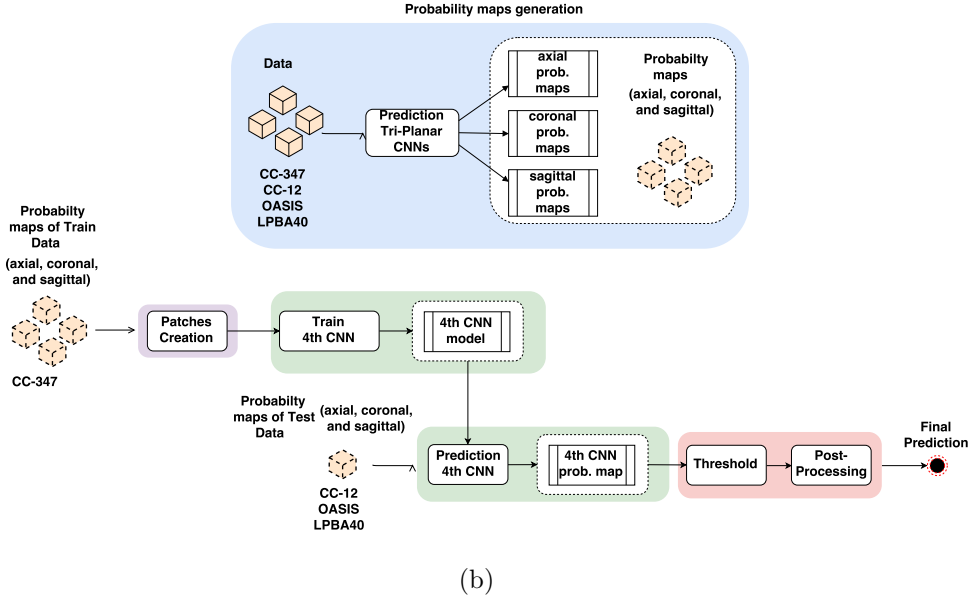 Probability maps generation
Data
CC-347
CC-12
OASIS
LPBA40
Prediction
Tri-Planar
CNNs
axial
prob.
maps
coronal
prob.
maps
sagittal
prob.
maps
Probabilty
maps
(axial, coronal,
and sagittal)
Probabilty
maps of Train
Data
(axial, coronal,
and sagittal)
CC-347
Patches
Creation
Train
4th CNN
4th CNN
model
Probabilty
maps of Test
Data
(axial, coronal,
and sagittal)
CC-12
OASIS
LPBA40
Prediction
4th CNN
4th CNN
prob. map
Threshold
Post-
Processing
Final
Prediction
(b)